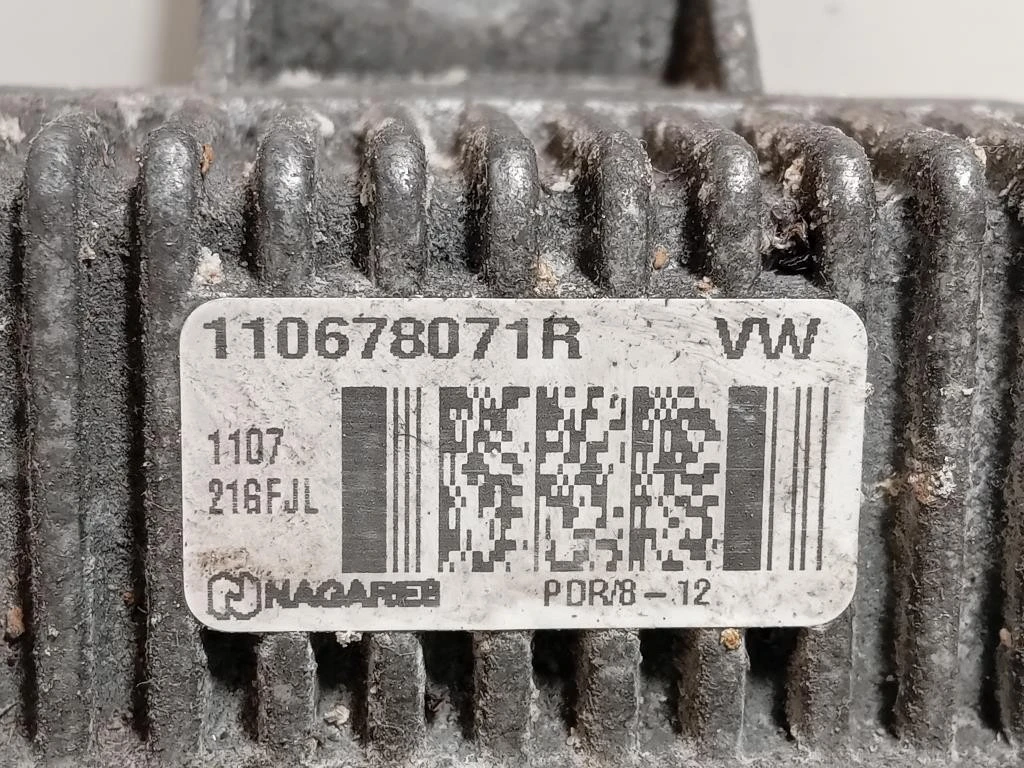 110678071R VW
1107
216FJL
NAGARES PDR/8-12